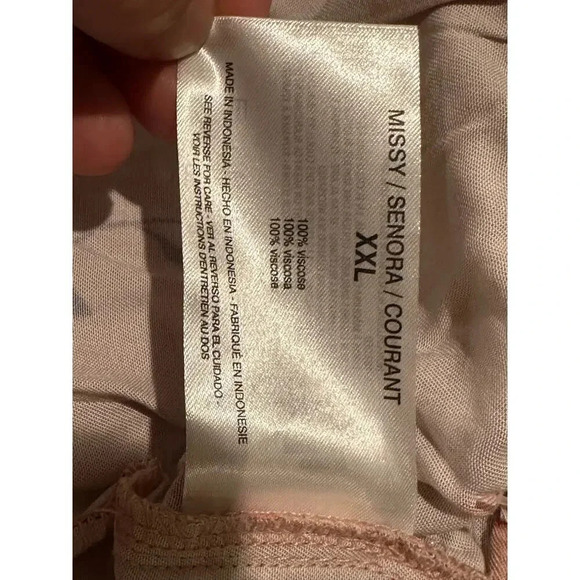 MISSY / SENORA / COURANT
XXL
100% viscose
100% viscosa
100% viscose
MADE IN INDONESIA - HECHO EN INDONESIA - FABRIQUÉ EN INDONESIE
SEE REVERSE FOR CARE - VER AL REVERSO PARA EL CUIDADO -
VOIR LES INSTRUCTIONS D'ENTRETIEN AU DOS